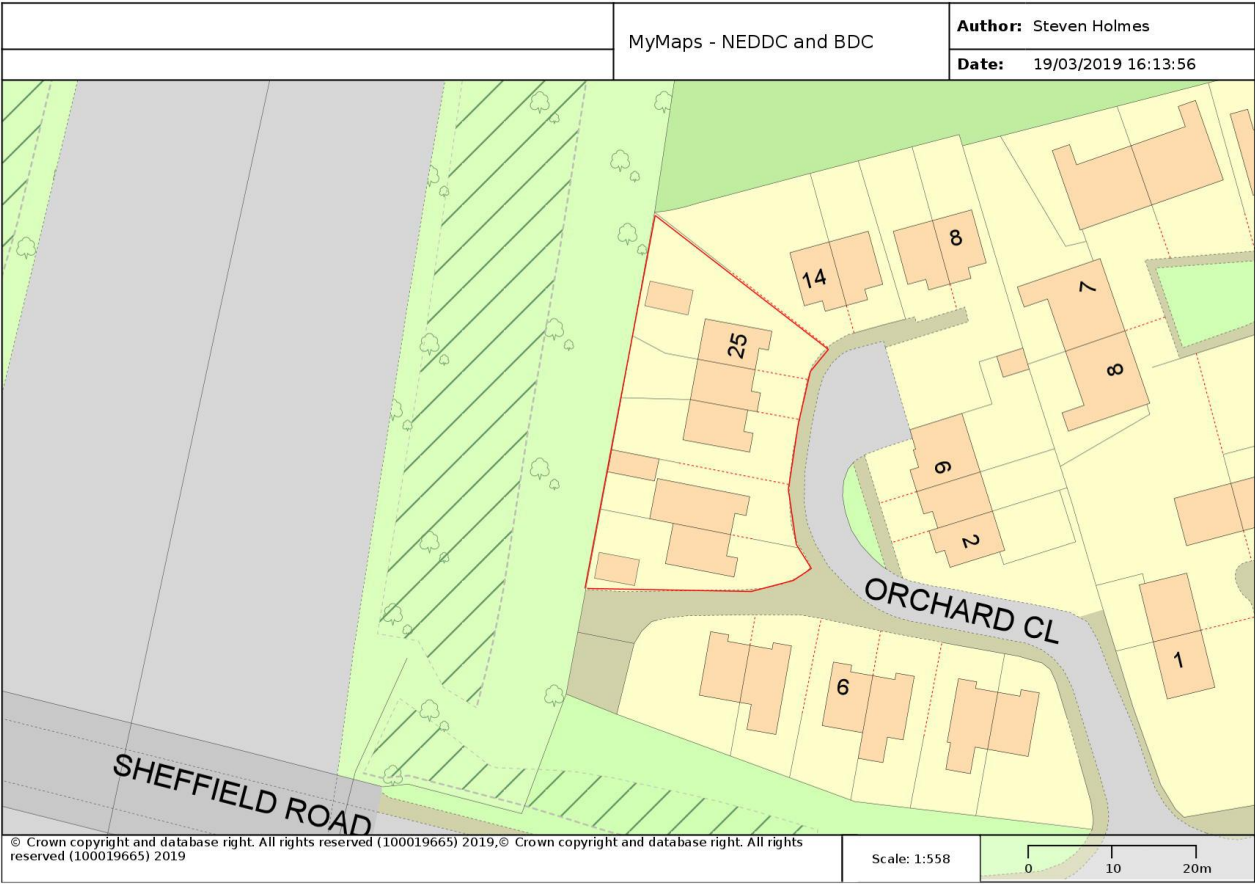 MyMaps - NEDDC and BDC
Author: Steven Holmes
Date: 19/03/2019 16:13:56
8
14
7
25
8
9
2
ORCHARD CL
1
6
SHEFFIELD ROAD
© Crown copyright and database right. All rights reserved (100019665) 2019,© Crown copyright and database right. All rights
reserved (100019665) 2019
Scale: 1:558
0 10 20m